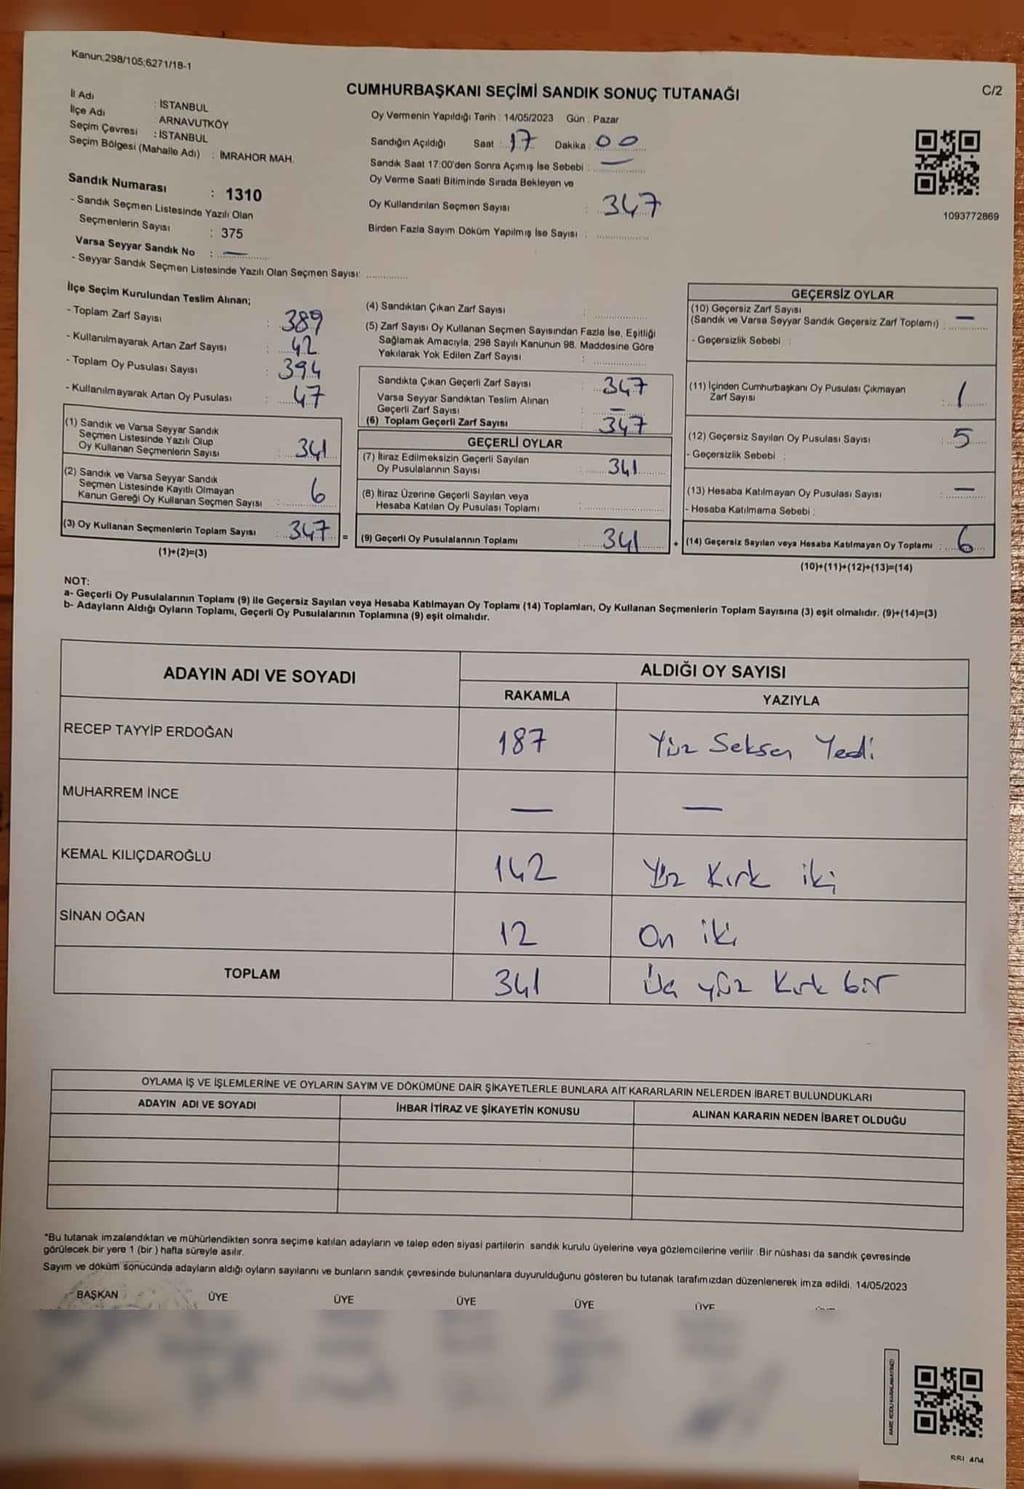 Kanun;298/105;6271/18-1
CUMHURBAŞKANI SEÇİMİ SANDIK SONUÇ TUTANAĞI
C/2
İl Adı : İSTANBUL
İlçe Adı ARNAVUTKÖY
Seçim Çevresi : İSTANBUL
Seçim Bölgesi (Mahalle Adı) : İMRAHOR MAH.
Sandık Numarası : 1310
- Sandık Seçmen Listesinde Yazılı Olan
Seçmenlerin Sayısı : 375
Varsa Seyyar Sandık No : —
- Seyyar Sandık Seçmen Listesinde Yazılı Olan Seçmen Sayısı:
Oy Vermenin Yapıldığı Tarih : 14/05/2023 Gün : Pazar
Sandığın Açıldığı Saat : 17 Dakika : 00
Sandık Saat 17:00'den Sonra Açımış İse Sebebi : —
Oy Verme Saati Bitiminde Sırada Bekleyen ve
Oy Kullandırılan Seçmen Sayısı : 347
Birden Fazla Sayım Döküm Yapılmış İse Sayısı :
1093772869
İlçe Seçim Kurulundan Teslim Alınan;
- Toplam Zarf Sayısı : 389
- Kullanılmayarak Artan Zarf Sayısı : 42
- Toplam Oy Pusulası Sayısı : 394
- Kullanılmayarak Artan Oy Pusulası : 47
(1) Sandık ve Varsa Seyyar Sandık
Seçmen Listesinde Yazılı Olup
Oy Kullanan Seçmenlerin Sayısı : 341
(2) Sandık ve Varsa Seyyar Sandık
Seçmen Listesinde Kayıtlı Olmayan
Kanun Gereği Oy Kullanan Seçmen Sayısı : 6
(3) Oy Kullanan Seçmenlerin Toplam Sayısı : 347 =
(1)+(2)=(3)
(4) Sandıktan Çıkan Zarf Sayısı :
(5) Zarf Sayısı Oy Kullanan Seçmen Sayısından Fazla İse, Eşitliği
Sağlamak Amacıyla, 298 Sayılı Kanunun 98. Maddesine Göre
Yakılarak Yok Edilen Zarf Sayısı :
Sandıkta Çıkan Geçerli Zarf Sayısı : 347
Varsa Seyyar Sandıktan Teslim Alınan
Geçerli Zarf Sayısı : —
(6) Toplam Geçerli Zarf Sayısı : 347
GEÇERLİ OYLAR
(7) İtiraz Edilmeksizin Geçerli Sayılan
Oy Pusulalarının Sayısı : 341
(8) İtiraz Üzerine Geçerli Sayılan veya
Hesaba Katılan Oy Pusulası Toplamı :
(9) Geçerli Oy Pusulalarının Toplamı : 341 +
GEÇERSİZ OYLAR
(10) Geçersiz Zarf Sayısı
(Sandık ve Varsa Seyyar Sandık Geçersiz Zarf Toplamı) : —
- Geçersizlik Sebebi :
(11) İçinden Cumhurbaşkanı Oy Pusulası Çıkmayan
Zarf Sayısı : 1
(12) Geçersiz Sayılan Oy Pusulası Sayısı : 5
- Geçersizlik Sebebi :
(13) Hesaba Katılmayan Oy Pusulası Sayısı : —
- Hesaba Katılmama Sebebi :
(14) Geçersiz Sayılan veya Hesaba Katılmayan Oy Toplamı : 6
(10)+(11)+(12)+(13)=(14)
NOT:
a- Geçerli Oy Pusulalarının Toplamı (9) ile Geçersiz Sayılan veya Hesaba Katılmayan Oy Toplamı (14) Toplamları, Oy Kullanan Seçmenlerin Toplam Sayısına (3) eşit olmalıdır. (9)+(14)=(3)
b- Adayların Aldığı Oyların Toplamı, Geçerli Oy Pusulalarının Toplamına (9) eşit olmalıdır.
ADAYIN ADI VE SOYADI
ALDIĞI OY SAYISI
RAKAMLA YAZIYLA
RECEP TAYYİP ERDOĞAN 187 Yüz Seksen Yedi
MUHARREM İNCE — —
KEMAL KILIÇDAROĞLU 142 Yüz Kırk iki
SİNAN OĞAN 12 On iki
TOPLAM 341 Üç yüz Kırk bir
OYLAMA İŞ VE İŞLEMLERİNE VE OYLARIN SAYIM VE DÖKÜMÜNE DAİR ŞİKAYETLERLE BUNLARA AİT KARARLARIN NELERDEN İBARET BULUNDUKLARI
ADAYIN ADI VE SOYADI İHBAR İTİRAZ VE ŞİKAYETİN KONUSU ALINAN KARARIN NEDEN İBARET OLDUĞU
*Bu tutanak imzalandıktan ve mühürlendikten sonra seçime katılan adayların ve talep eden siyasi partilerin sandık kurulu üyelerine veya gözlemcilerine verilir. Bir nüshası da sandık çevresinde
görülecek bir yere 1 (bir) hafta süreyle asılır.
Sayım ve döküm sonucunda adayların aldığı oyların sayılarını ve bunların sandık çevresinde bulunanlara duyurulduğunu gösteren bu tutanak tarafımızdan düzenlenerek imza edildi. 14/05/2023
BAŞKAN ÜYE ÜYE ÜYE ÜYE ÜYE